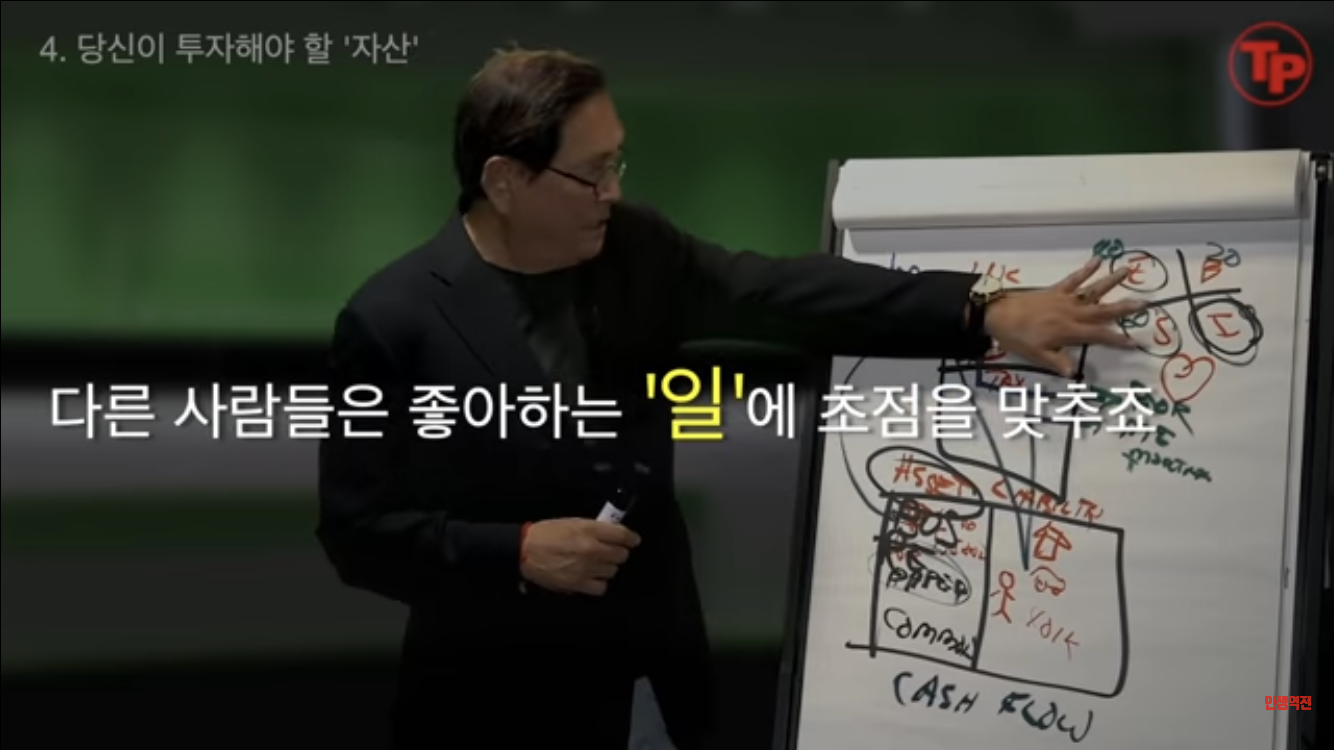 4. 당신이 투자해야 할 '자산'
TP
다른 사람들은 좋아하는 '일'에 초점을 맞추죠
E
B
S
I
ASSET
BUS
RE
PAPER
401K
CASH FLOW
인생역전